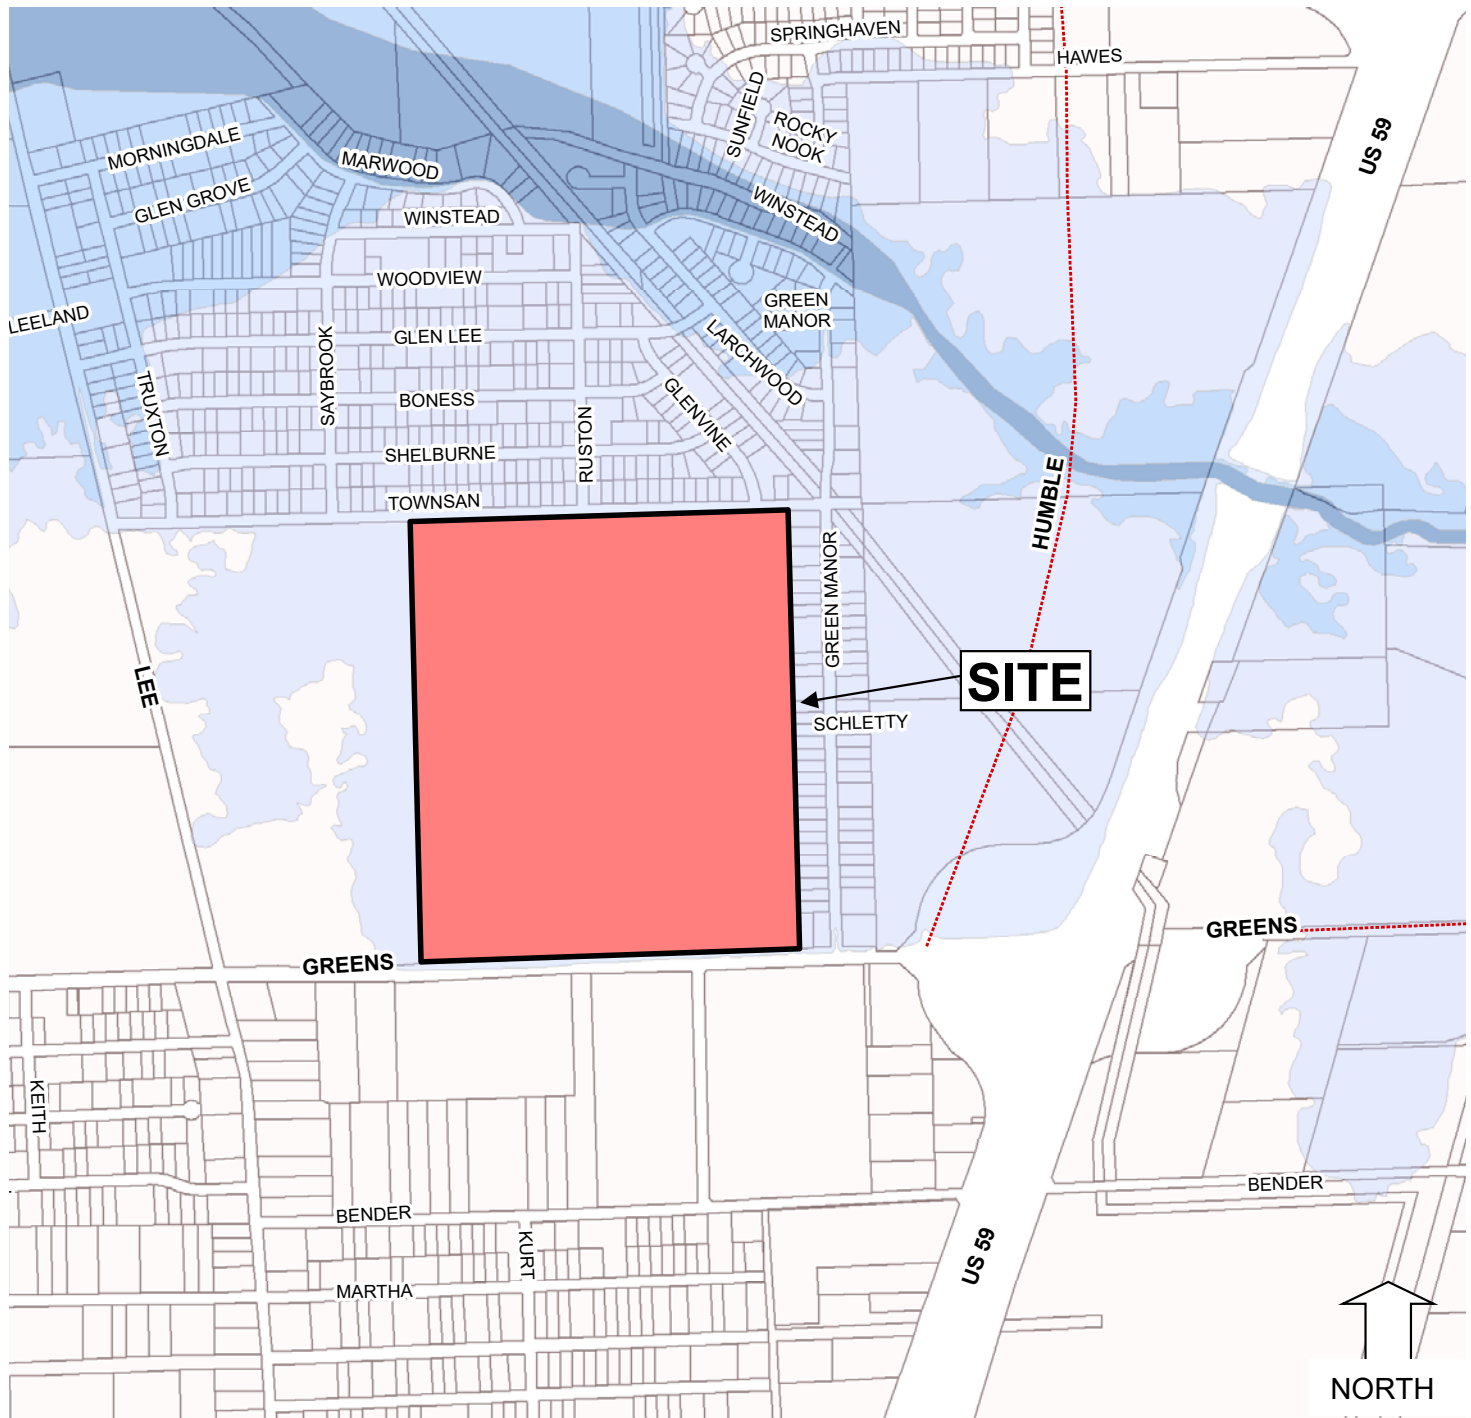 SPRINGHAVEN
HAWES
SUNFIELD
ROCKY
NOOK
US 59
MORNINGDALE
MARWOOD
GLEN GROVE
WINSTEAD
WINSTEAD
WOODVIEW
GREEN
MANOR
LEELAND
GLEN LEE
SAYBROOK
LARCHWOOD
TRUXTON
BONESS
GLENVINE
RUSTON
SHELBURNE
TOWNSAN
HUMBLE
GREEN MANOR
LEE
SITE
SCHLETTY
GREENS
GREENS
KEITH
BENDER
BENDER
KURT
US 59
MARTHA
NORTH